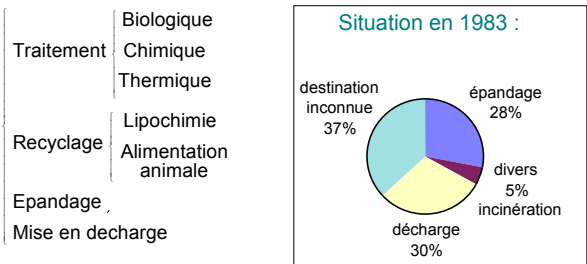 Traitement
Biologique
Chimique
Thermique
Recyclage
Lipochimie
Alimentation
animale
Epandage ,
Mise en decharge
Situation en 1983 :
destination
inconnue
37%
épandage
28%
divers
5%
incinération
décharge
30%